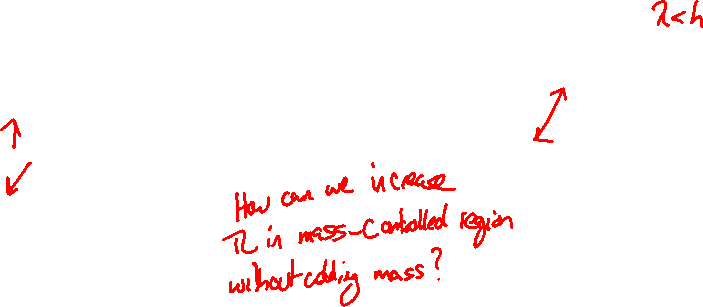 λ<h
How can we increase
TL in mass-controlled region
without adding mass?